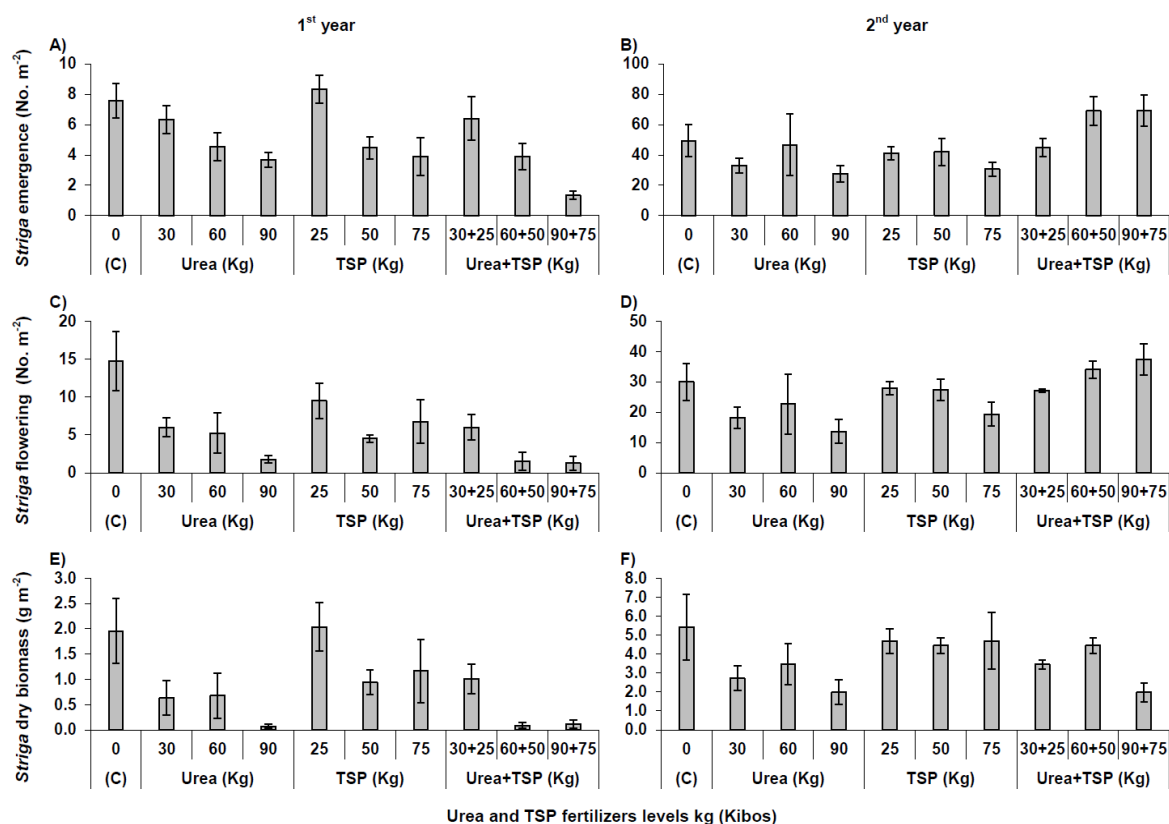 1st year
2nd year
A)
Striga emergence (No. m-2)
10
8
6
4
2
0
0 30 60 90 25 50 75 30+25 60+50 90+75
(C) Urea (Kg) TSP (Kg) Urea+TSP (Kg)
B)
100
80
60
40
20
0
0 30 60 90 25 50 75 30+25 60+50 90+75
(C) Urea (Kg) TSP (Kg) Urea+TSP (Kg)
C)
Striga flowering (No. m-2)
20
15
10
5
0
0 30 60 90 25 50 75 30+25 60+50 90+75
(C) Urea (Kg) TSP (Kg) Urea+TSP (Kg)
D)
50
40
30
20
10
0
0 30 60 90 25 50 75 30+25 60+50 90+75
(C) Urea (Kg) TSP (Kg) Urea+TSP (Kg)
E)
Striga dry biomass (g m-2)
3.0
2.5
2.0
1.5
1.0
0.5
0.0
0 30 60 90 25 50 75 30+25 60+50 90+75
(C) Urea (Kg) TSP (Kg) Urea+TSP (Kg)
F)
8.0
7.0
6.0
5.0
4.0
3.0
2.0
1.0
0.0
0 30 60 90 25 50 75 30+25 60+50 90+75
(C) Urea (Kg) TSP (Kg) Urea+TSP (Kg)
Urea and TSP fertilizers levels kg (Kibos)